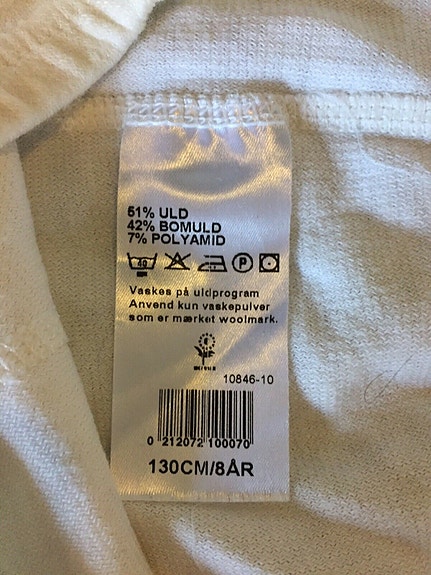 51% ULD
42% BOMULD
7% POLYAMID
40
P
Vaskes på uldprogram
Anvend kun vaskepulver
som er mærket woolmark.
10846-10
0 212072 100070
130CM/8ÅR